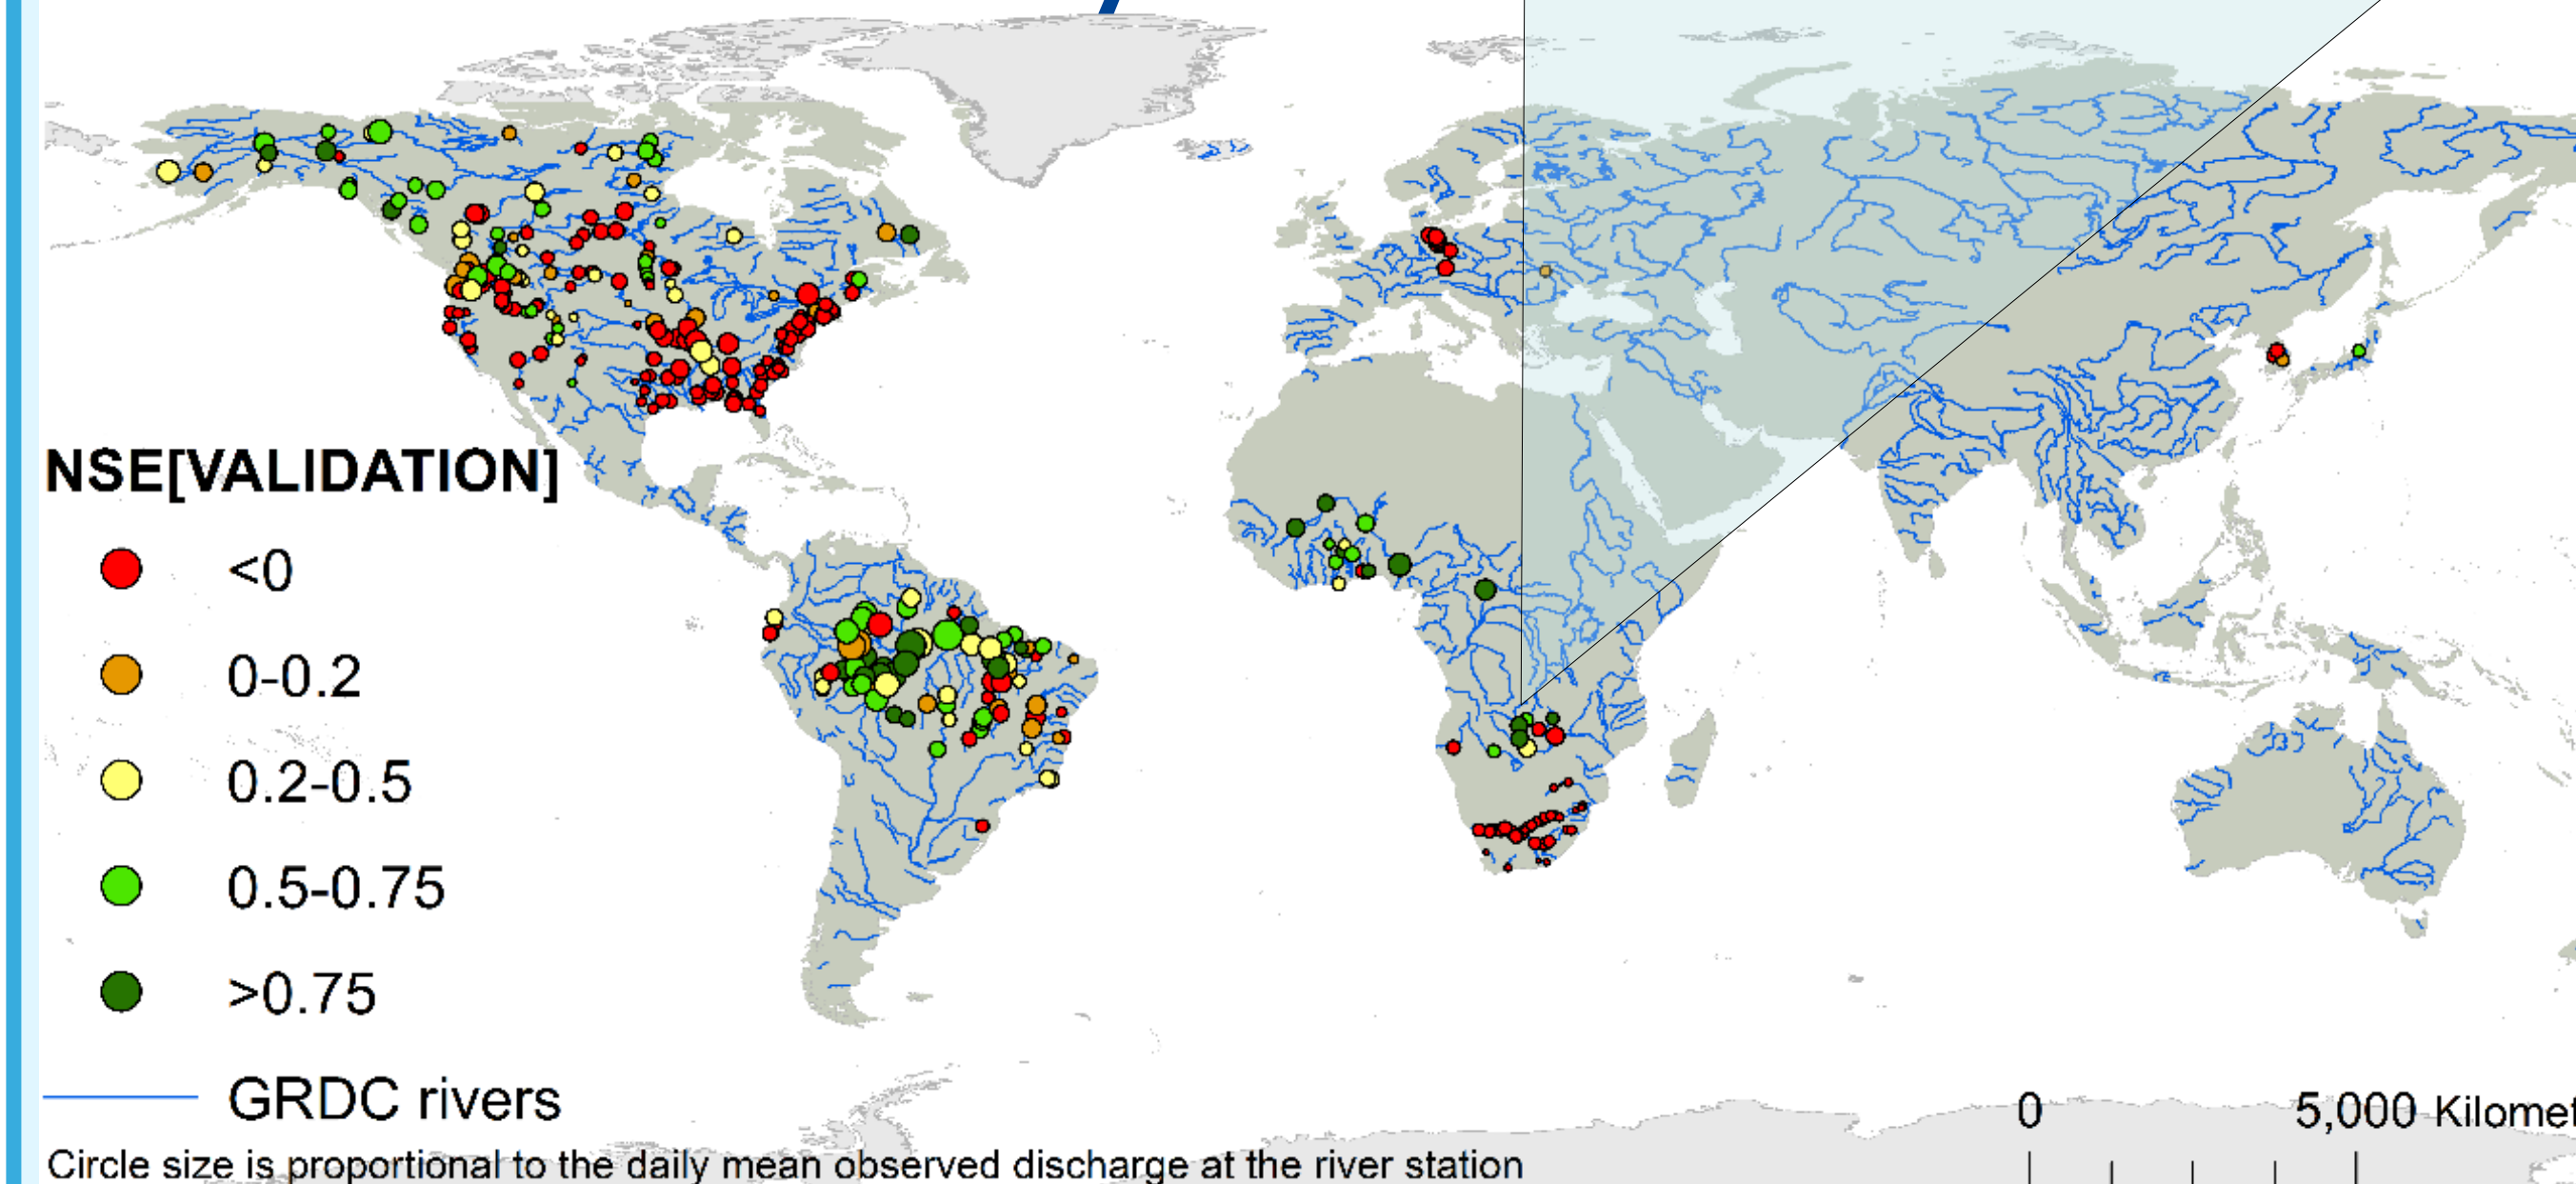 NSE[VALIDATION]
<0
0-0.2
0.2-0.5
0.5-0.75
>0.75
GRDC rivers
0 5,000 Kilomet
Circle size is proportional to the daily mean observed discharge at the river station